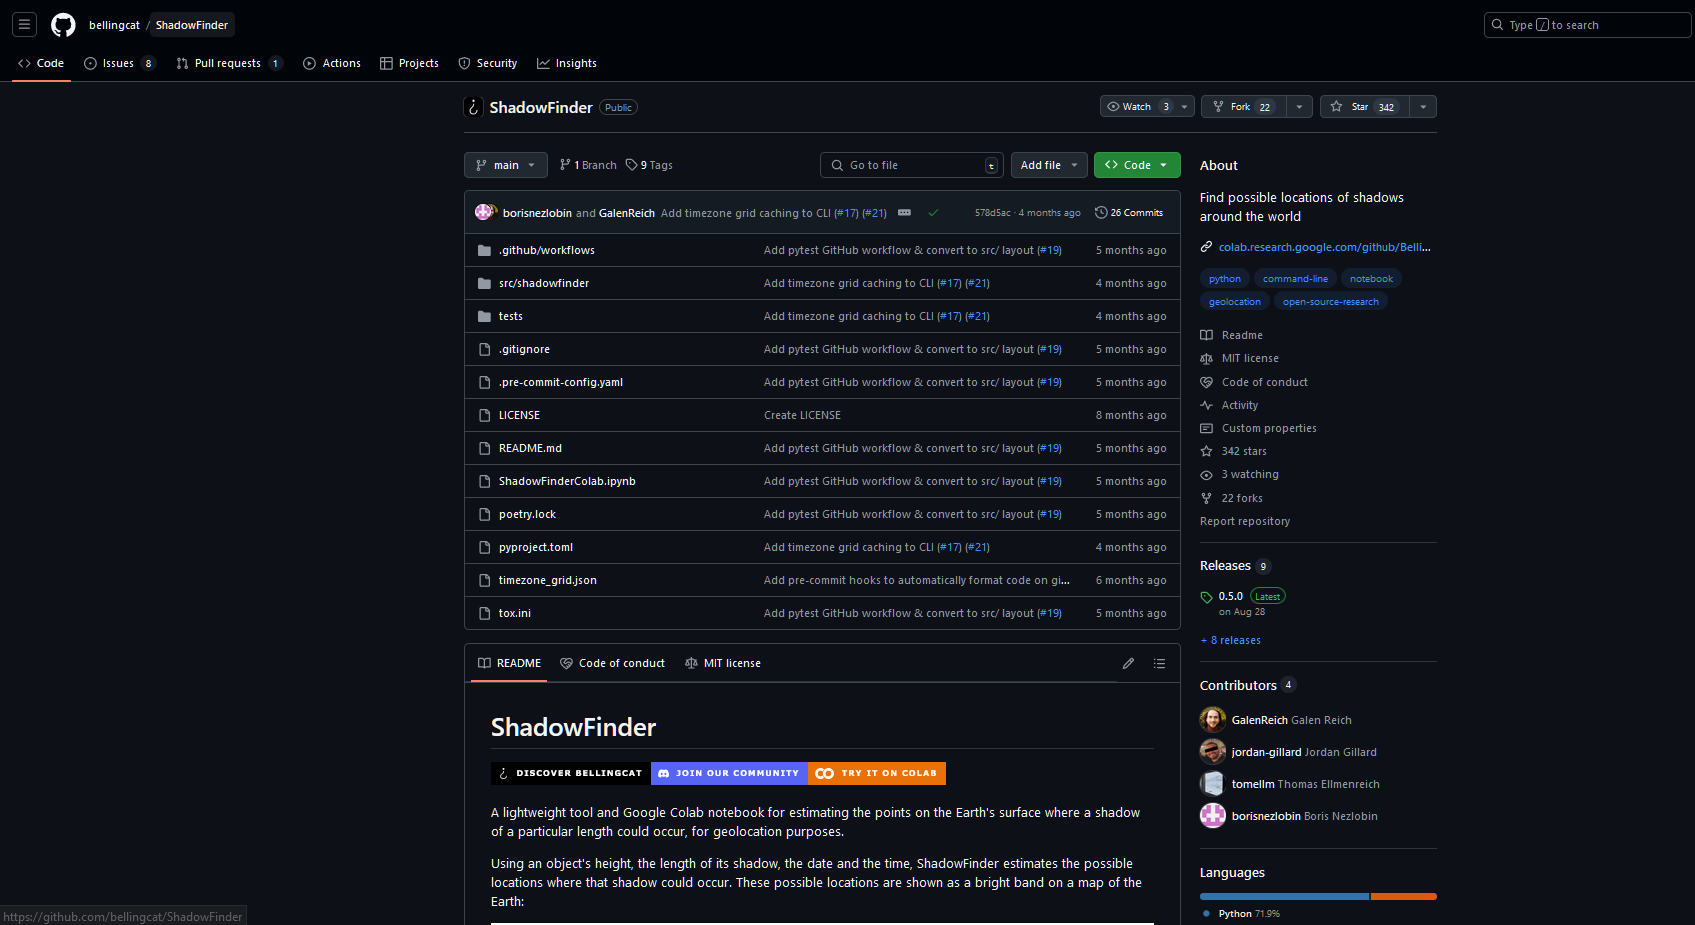 bellingcat / ShadowFinder
Type / to search
Code
Issues 8
Pull requests 1
Actions
Projects
Security
Insights
ShadowFinder Public
Watch 3
Fork 22
Star 342
main
1 Branch
9 Tags
Go to file t
Add file
Code
borisnezlobin and GalenReich Add timezone grid caching to CLI (#17) (#21)
578d5ac · 4 months ago
26 Commits
.github/workflows Add pytest GitHub workflow & convert to src/ layout (#19) 5 months ago
src/shadowfinder Add timezone grid caching to CLI (#17) (#21) 4 months ago
tests Add timezone grid caching to CLI (#17) (#21) 4 months ago
.gitignore Add pytest GitHub workflow & convert to src/ layout (#19) 5 months ago
.pre-commit-config.yaml Add pytest GitHub workflow & convert to src/ layout (#19) 5 months ago
LICENSE Create LICENSE 8 months ago
README.md Add pytest GitHub workflow & convert to src/ layout (#19) 5 months ago
ShadowFinderColab.ipynb Add pytest GitHub workflow & convert to src/ layout (#19) 5 months ago
poetry.lock Add pytest GitHub workflow & convert to src/ layout (#19) 5 months ago
pyproject.toml Add timezone grid caching to CLI (#17) (#21) 4 months ago
timezone_grid.json Add pre-commit hooks to automatically format code on gi... 6 months ago
tox.ini Add pytest GitHub workflow & convert to src/ layout (#19) 5 months ago
README
Code of conduct
MIT license
ShadowFinder
DISCOVER BELLINGCAT
JOIN OUR COMMUNITY
TRY IT ON COLAB
A lightweight tool and Google Colab notebook for estimating the points on the Earth's surface where a shadow
of a particular length could occur, for geolocation purposes.
Using an object's height, the length of its shadow, the date and the time, ShadowFinder estimates the possible
locations where that shadow could occur. These possible locations are shown as a bright band on a map of the
Earth:
About
Find possible locations of shadows
around the world
colab.research.google.com/github/Belli...
python command-line notebook
geolocation open-source-research
Readme
MIT license
Code of conduct
Activity
Custom properties
342 stars
3 watching
22 forks
Report repository
Releases 9
0.5.0 Latest
on Aug 28
+ 8 releases
Contributors 4
GalenReich Galen Reich
jordan-gillard Jordan Gillard
tomellm Thomas Ellmenreich
borisnezlobin Boris Nezlobin
Languages
Python 71.9%
https://github.com/bellingcat/ShadowFinder